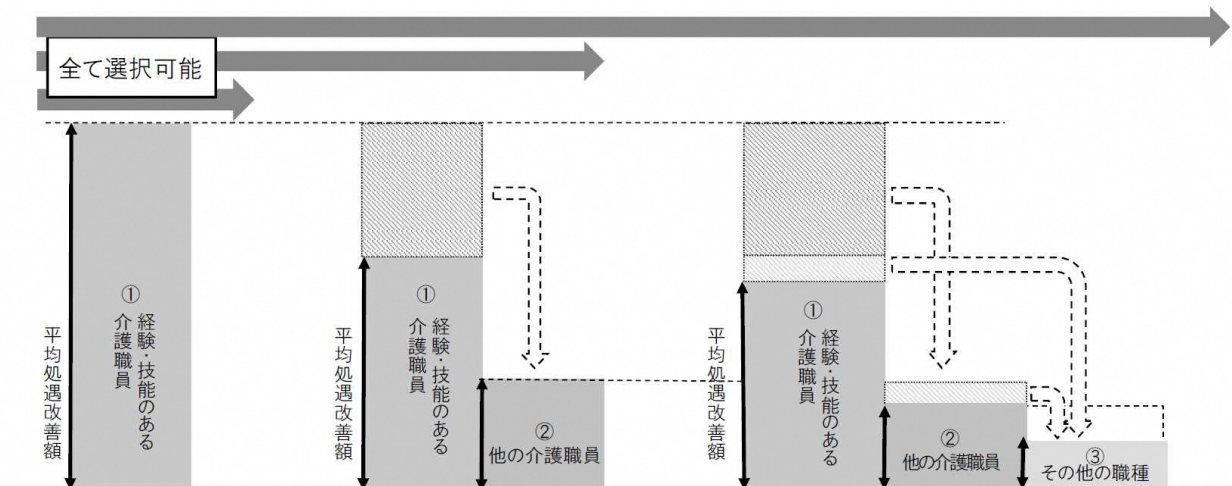 全て選択可能
平均処遇改善額
①
経験・技能のある
介護職員
平均処遇改善額
①
経験・技能のある
介護職員
②
他の介護職員
平均処遇改善額
①
経験・技能のある
介護職員
②
他の介護職員
③
その他の職種